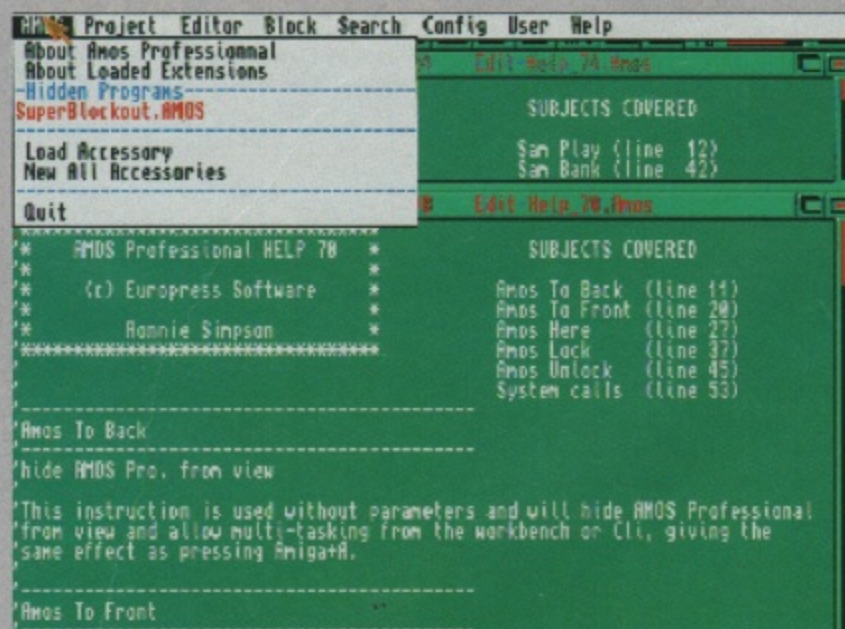 AMOS Project Editor Block Search Config User Help
About Amos Professionnal
About Loaded Extensions
-Hidden Programs-
SuperBlockout.AMOS
Load Accessory
New All Accessories
Quit
Edit-Help_74.Amos
SUBJECTS COVERED
Sam Play (line 12)
Sam Bank (line 42)
Edit-Help_70.Amos
'* AMOS Professional HELP 70 *
'* *
'* (c) Europress Software *
'* *
'* Ronnie Simpson *
'*********************************
SUBJECTS COVERED
Amos To Back (line 11)
Amos To Front (line 20)
Amos Here (line 27)
Amos Lock (line 37)
Amos Unlock (line 45)
System calls (line 53)
'Amos To Back
'hide AMOS Pro. from view
'This instruction is used without parameters and will hide AMOS Professional
'from view and allow multi-tasking from the workbench or Cli, giving the
'same effect as pressing Amiga+A.
'Amos To Front